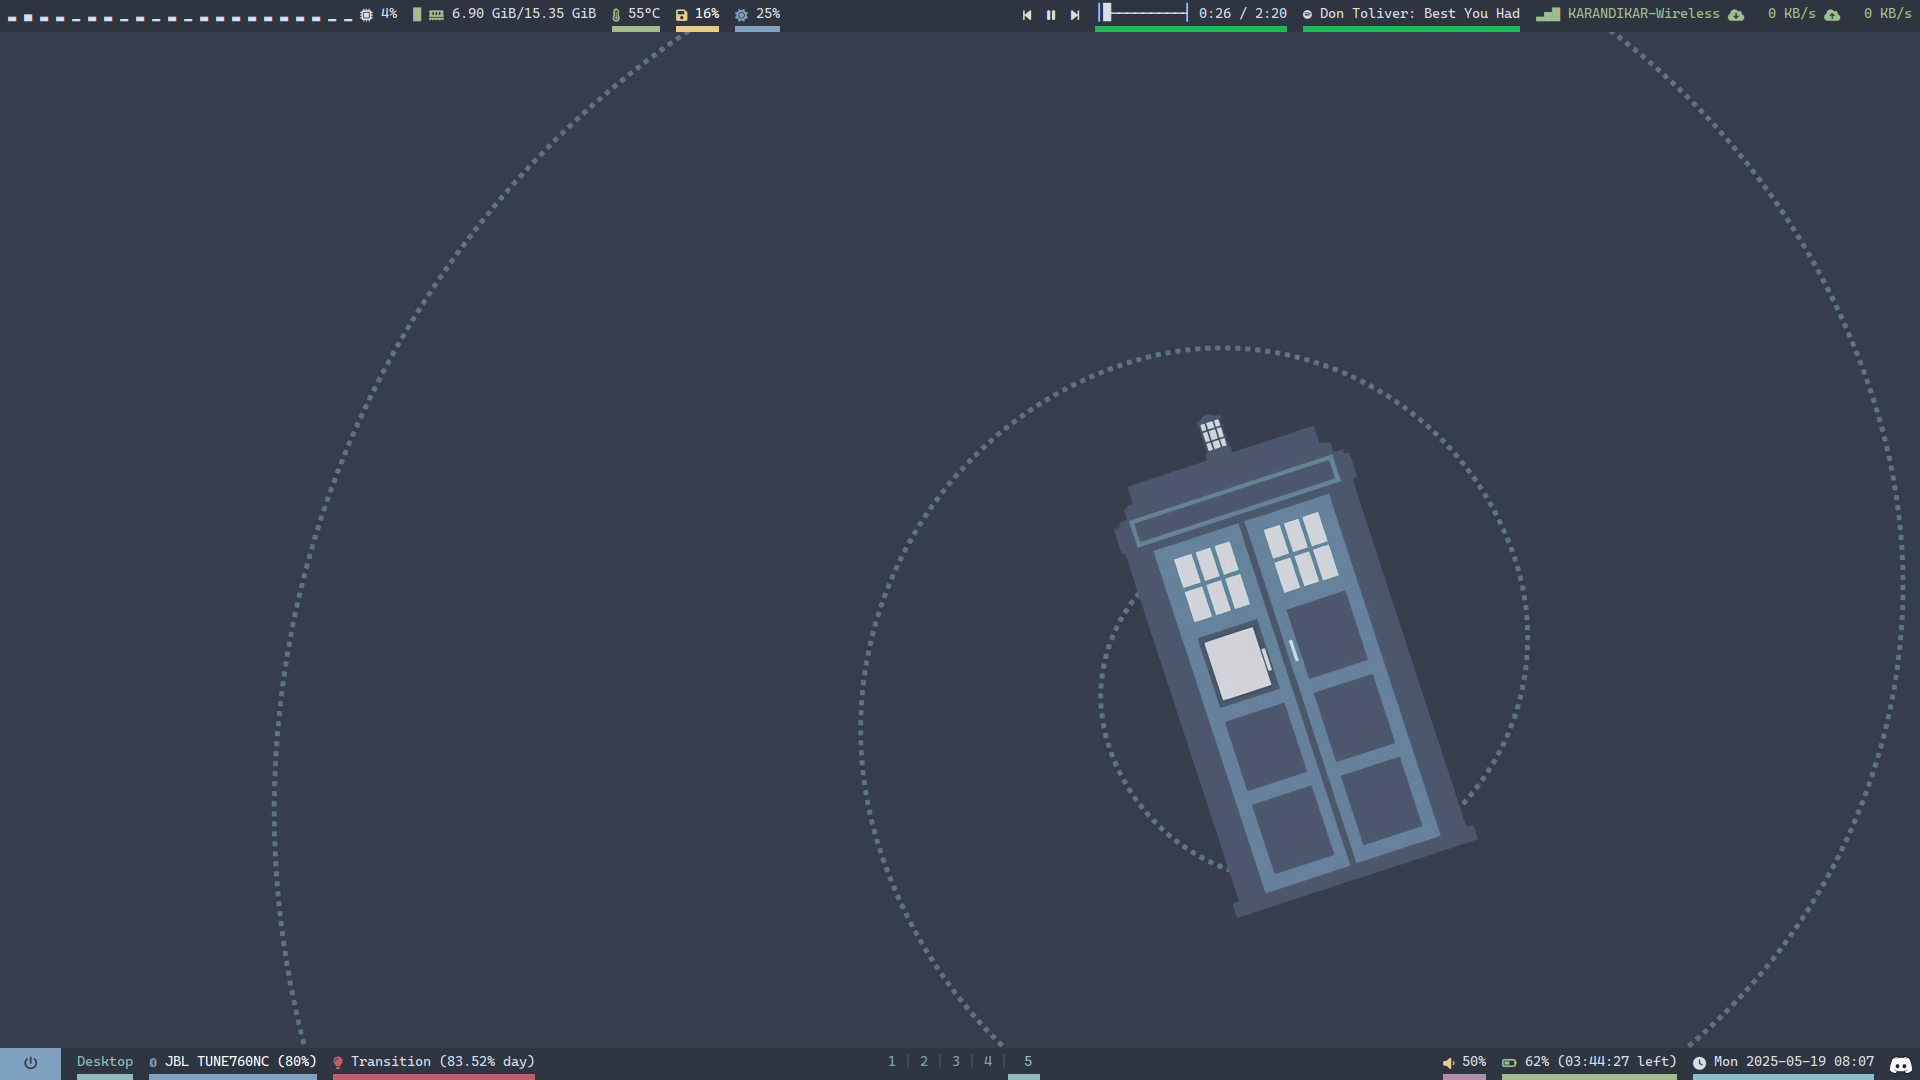 4% 6.90 GiB/15.35 GiB 55°C 16% 25% 0:26 / 2:20 Don Toliver: Best You Had KARANDIKAR-Wireless 0 KB/s 0 KB/s
Desktop JBL TUNE760NC (80%) Transition (83.52% day) 1 | 2 | 3 | 4 | 5 50% 62% (03:44:27 left) Mon 2025-05-19 08:07